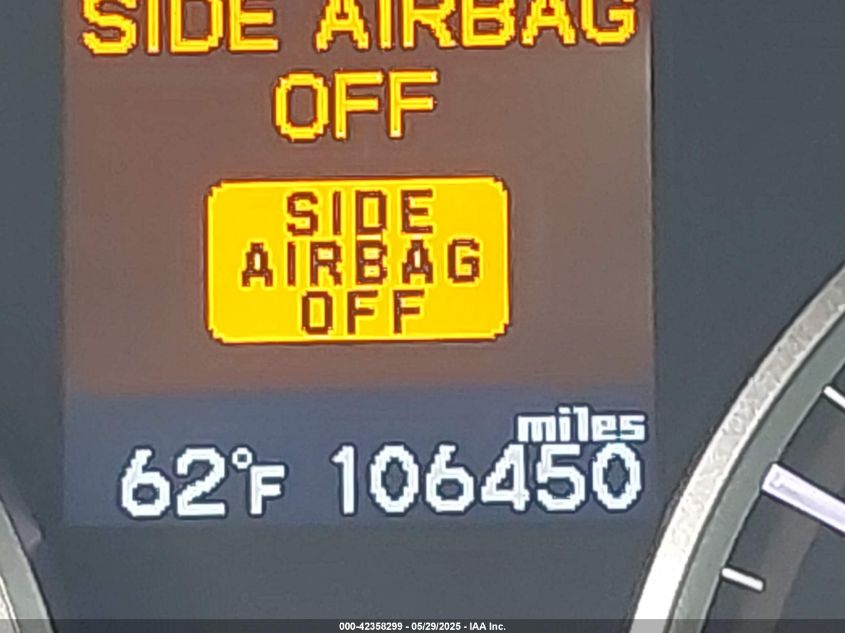 SIDE AIRBAG
OFF
SIDE
AIRBAG
OFF
miles
62°F 106450
000-42358299 - 05/29/2025 - IAA Inc.